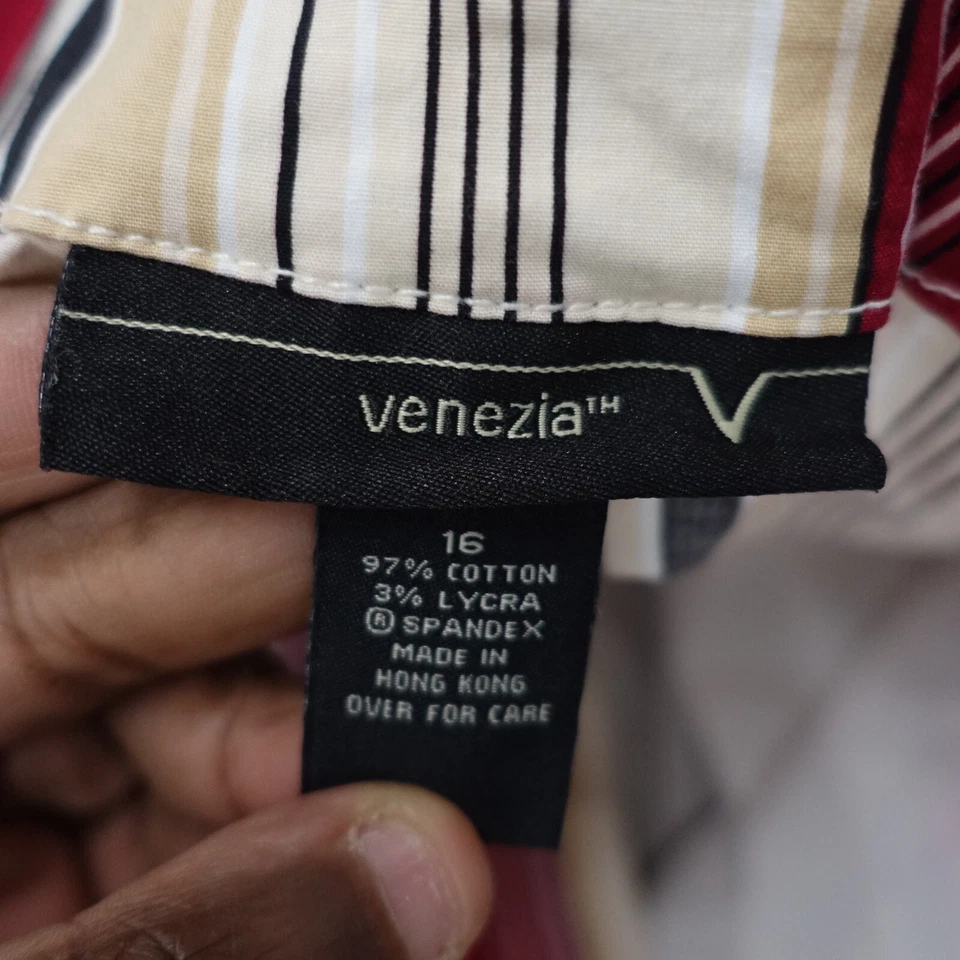 venezia™
16
97% COTTON
3% LYCRA
® SPANDEX
MADE IN
HONG KONG
OVER FOR CARE